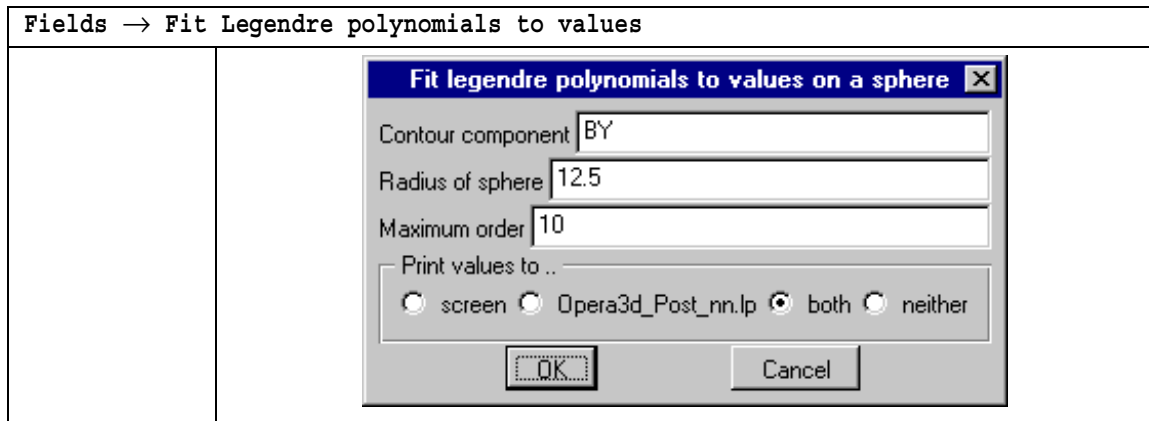 Fields → Fit Legendre polynomials to values
Fit legendre polynomials to values on a sphere
Contour component BY
Radius of sphere 12.5
Maximum order 10
Print values to ..
screen Opera3d_Post_nn.lp both neither
OK Cancel